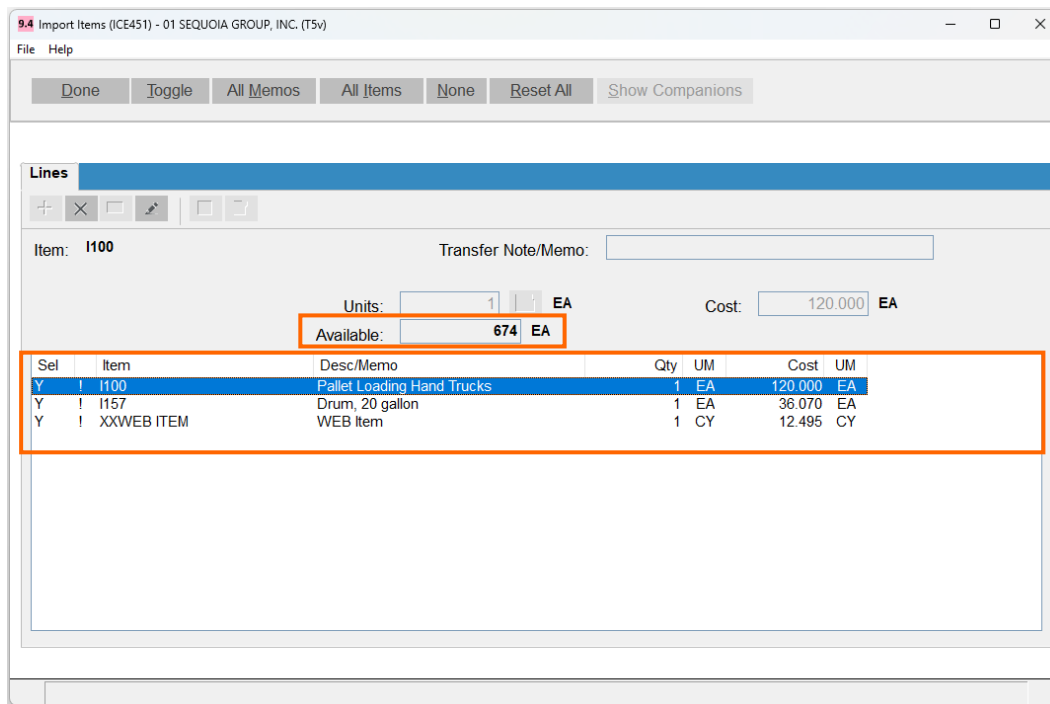 9.4 Import Items (ICE451) - 01 SEQUOIA GROUP, INC. (T5v)
File Help
Done Toggle All Memos All Items None Reset All Show Companions
Lines
Item: I100 Transfer Note/Memo:
Units: 1 EA Cost: 120.000 EA
Available: 674 EA
Sel Item Desc/Memo Qty UM Cost UM
Y ! I100 Pallet Loading Hand Trucks 1 EA 120.000 EA
Y ! I157 Drum, 20 gallon 1 EA 36.070 EA
Y ! XXWEB ITEM WEB Item 1 CY 12.495 CY